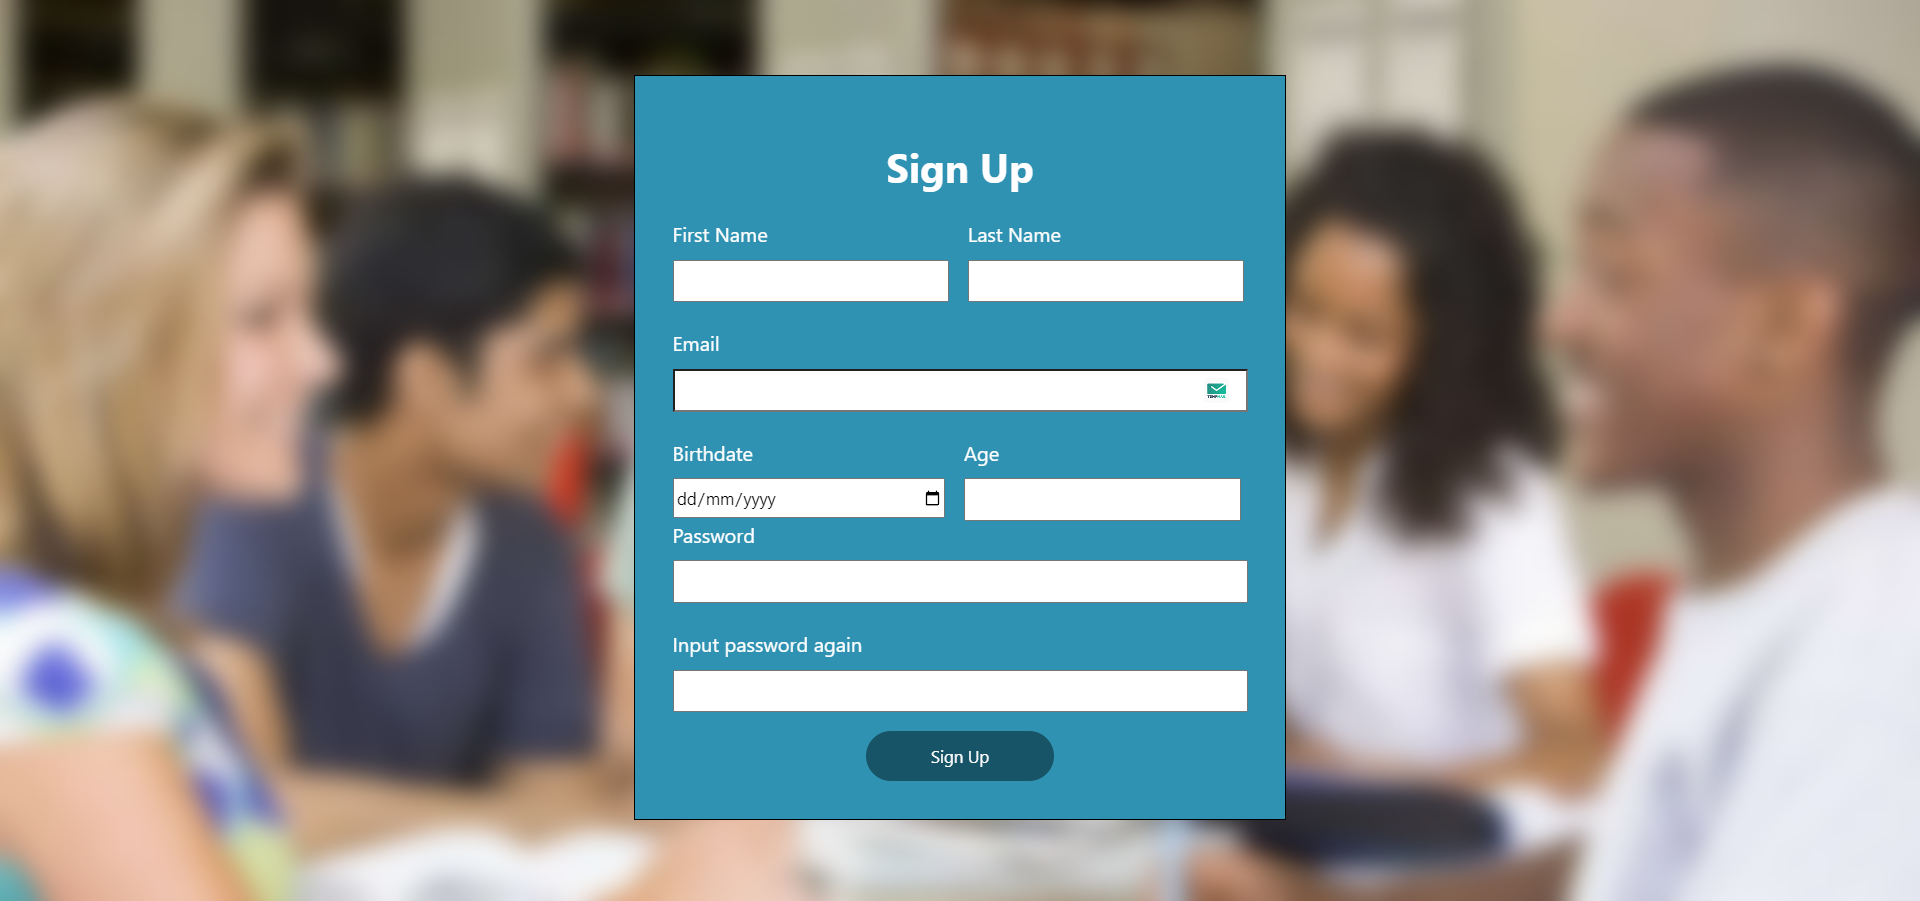 Sign Up
First Name Last Name
Email
Birthdate Age
dd/mm/yyyy
Password
Input password again
Sign Up